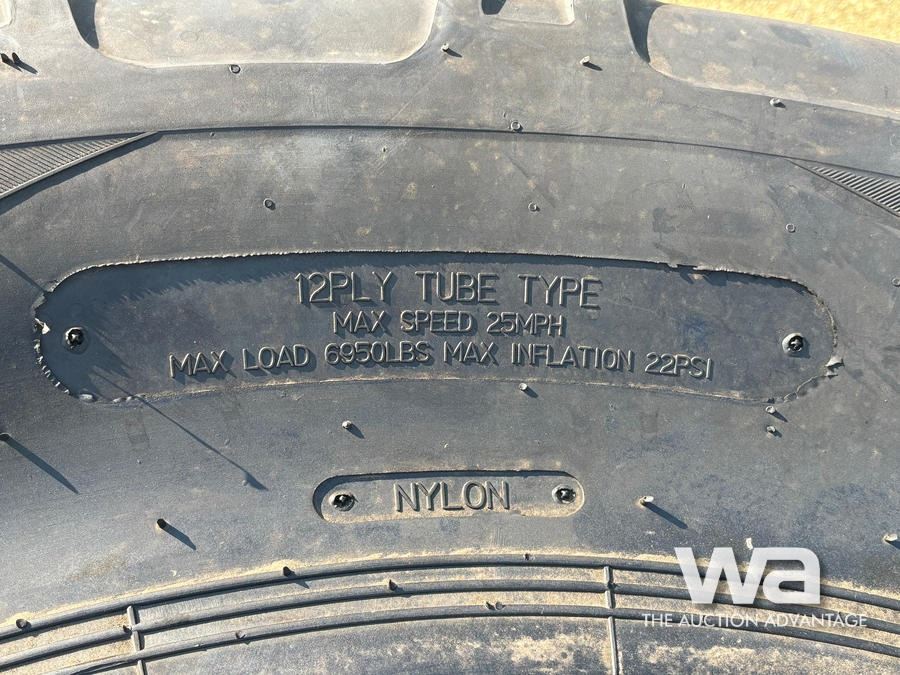 12PLY TUBE TYPE
MAX SPEED 25MPH
MAX LOAD 6950LBS MAX INFLATION 22PSI
NYLON
wa
THE AUCTION ADVANTAGE